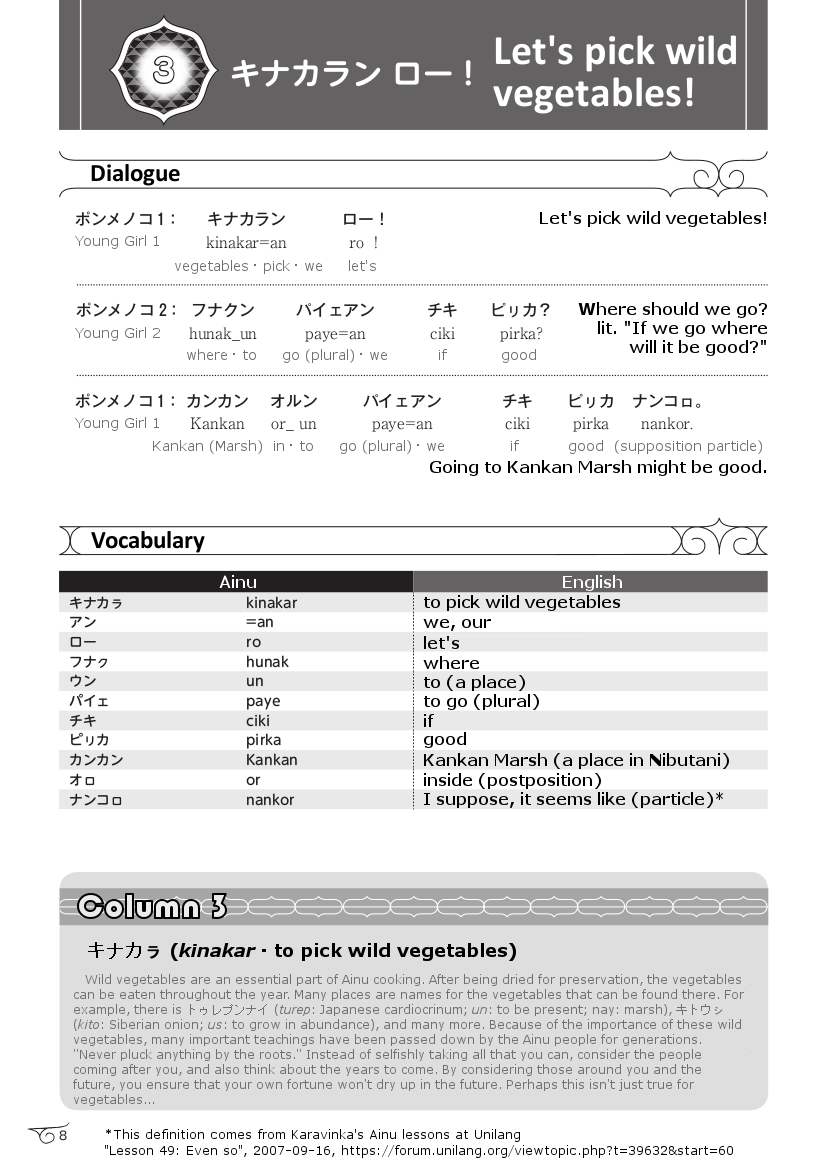 3
キナカラン ロー！
Let's pick wild
vegetables!
Dialogue
ポンメノコ1： キナカラン ロー！ Let's pick wild vegetables!
Young Girl 1 kinakar=an ro !
vegetables・pick・we let's
ポンメノコ2： フナクン パイェアン チキ ピㇼカ？ Where should we go?
Young Girl 2 hunak_un paye=an ciki pirka? lit. "If we go where
where・to go (plural)・we if good will it be good?"
ポンメノコ1： カンカン オルン パイェアン チキ ピㇼカ ナンコㇿ。
Young Girl 1 Kankan or_ un paye=an ciki pirka nankor.
Kankan (Marsh) in・to go (plural)・we if good (supposition particle)
Going to Kankan Marsh might be good.
Vocabulary
Ainu English
キナカㇻ kinakar to pick wild vegetables
アン =an we, our
ロー ro let's
フナㇰ hunak where
ウン un to (a place)
パイェ paye to go (plural)
チキ ciki if
ピㇼカ pirka good
カンカン Kankan Kankan Marsh (a place in Nibutani)
オㇿ or inside (postposition)
ナンコㇿ nankor I suppose, it seems like (particle)*
Column 3
キナカㇻ (kinakar - to pick wild vegetables)
Wild vegetables are an essential part of Ainu cooking. After being dried for preservation, the vegetables
can be eaten throughout the year. Many places are names for the vegetables that can be found there. For
example, there is トゥレㇷ゚ンナイ (turep: Japanese cardiocrinum; un: to be present; nay: marsh), キトウㇱ
(kito: Siberian onion; us: to grow in abundance), and many more. Because of the importance of these wild
vegetables, many important teachings have been passed down by the Ainu people for generations.
"Never pluck anything by the roots." Instead of selfishly taking all that you can, consider the people
coming after you, and also think about the years to come. By considering those around you and the
future, you ensure that your own fortune won't dry up in the future. Perhaps this isn't just true for
vegetables...
8 *This definition comes from Karavinka's Ainu lessons at Unilang
"Lesson 49: Even so", 2007-09-16, https://forum.unilang.org/viewtopic.php?t=39632&start=60